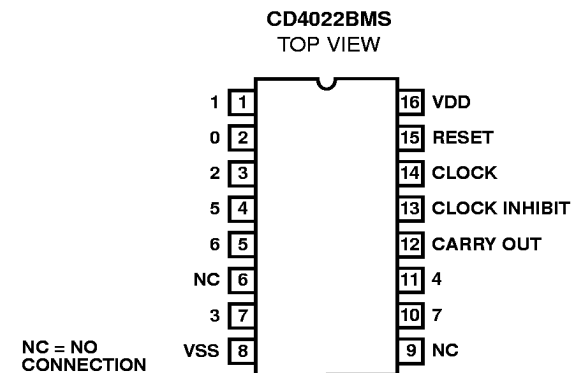 CD4022BMS
TOP VIEW
1 1 16 VDD
0 2 15 RESET
2 3 14 CLOCK
5 4 13 CLOCK INHIBIT
6 5 12 CARRY OUT
NC 6 11 4
3 7 10 7
VSS 8 9 NC
NC = NO
CONNECTION